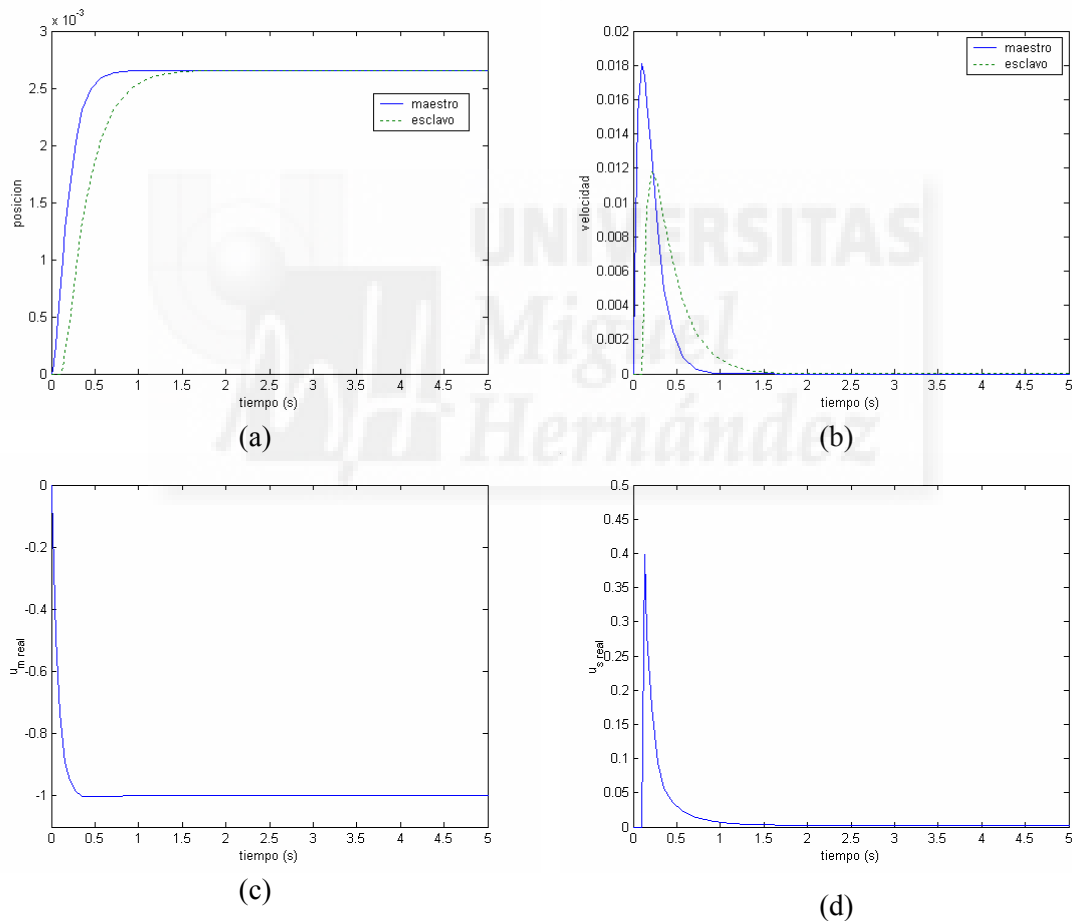 x 10^-3
3
2.5
2
1.5
1
0.5
0
posicion
0 0.5 1 1.5 2 2.5 3 3.5 4 4.5 5
tiempo (s)
maestro
esclavo
(a)
0.02
0.018
0.016
0.014
0.012
0.01
0.008
0.006
0.004
0.002
0
velocidad
0 0.5 1 1.5 2 2.5 3 3.5 4 4.5 5
tiempo (s)
maestro
esclavo
(b)
UNIVERSITAS
Miguel
Hernández
0
-0.2
-0.4
-0.6
-0.8
-1
u_m real
0 0.5 1 1.5 2 2.5 3 3.5 4 4.5 5
tiempo (s)
(c)
0.5
0.45
0.4
0.35
0.3
0.25
0.2
0.15
0.1
0.05
0
u_s real
0 0.5 1 1.5 2 2.5 3 3.5 4 4.5 5
tiempo (s)
(d)